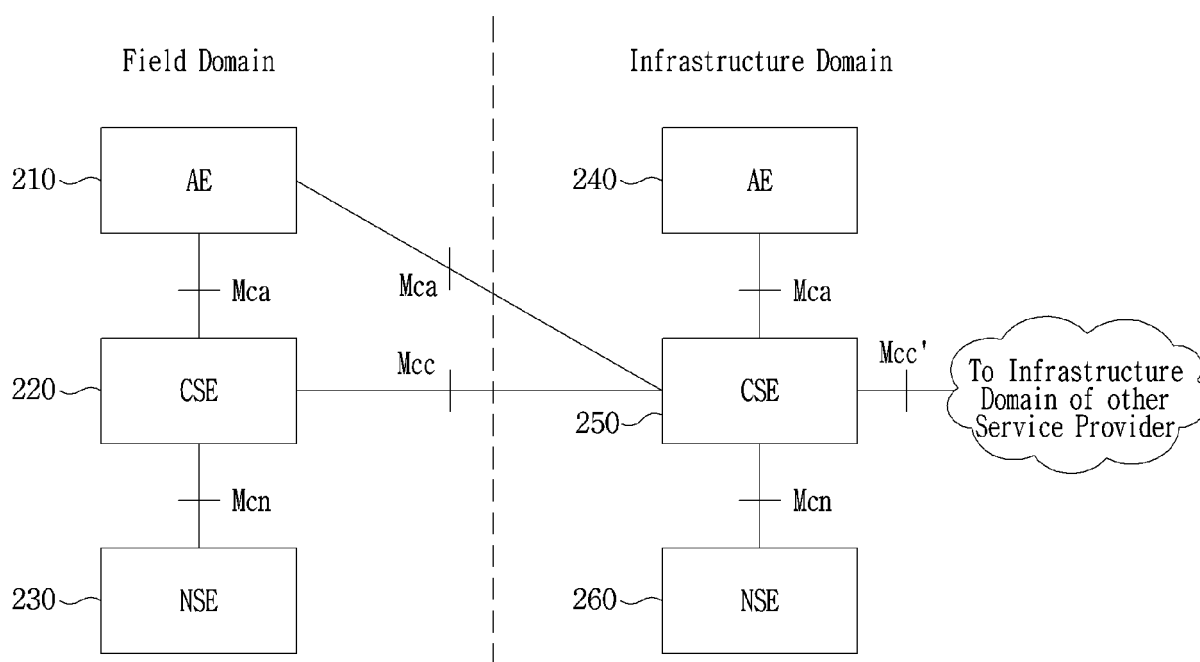 Field Domain
Infrastructure Domain
210
AE
240
AE
Mca
Mca
Mca
Mcc
Mcc'
220
CSE
250
CSE
To Infrastructure
Domain of other
Service Provider
Mcn
Mcn
230
NSE
260
NSE